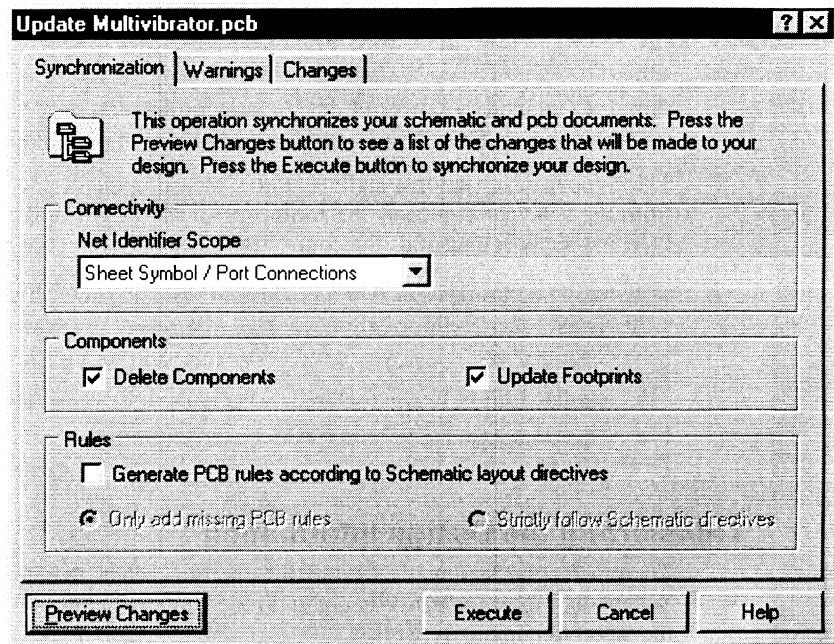 Update Multivibrator.pcb
Synchronization Warnings Changes
This operation synchronizes your schematic and pcb documents. Press the
Preview Changes button to see a list of the changes that will be made to your
design. Press the Execute button to synchronize your design.
Connectivity
Net Identifier Scope
Sheet Symbol / Port Connections
Components
Delete Components Update Footprints
Rules
Generate PCB rules according to Schematic layout directives
Only add missing PCB rules Strictly follow Schematic directives
Preview Changes Execute Cancel Help